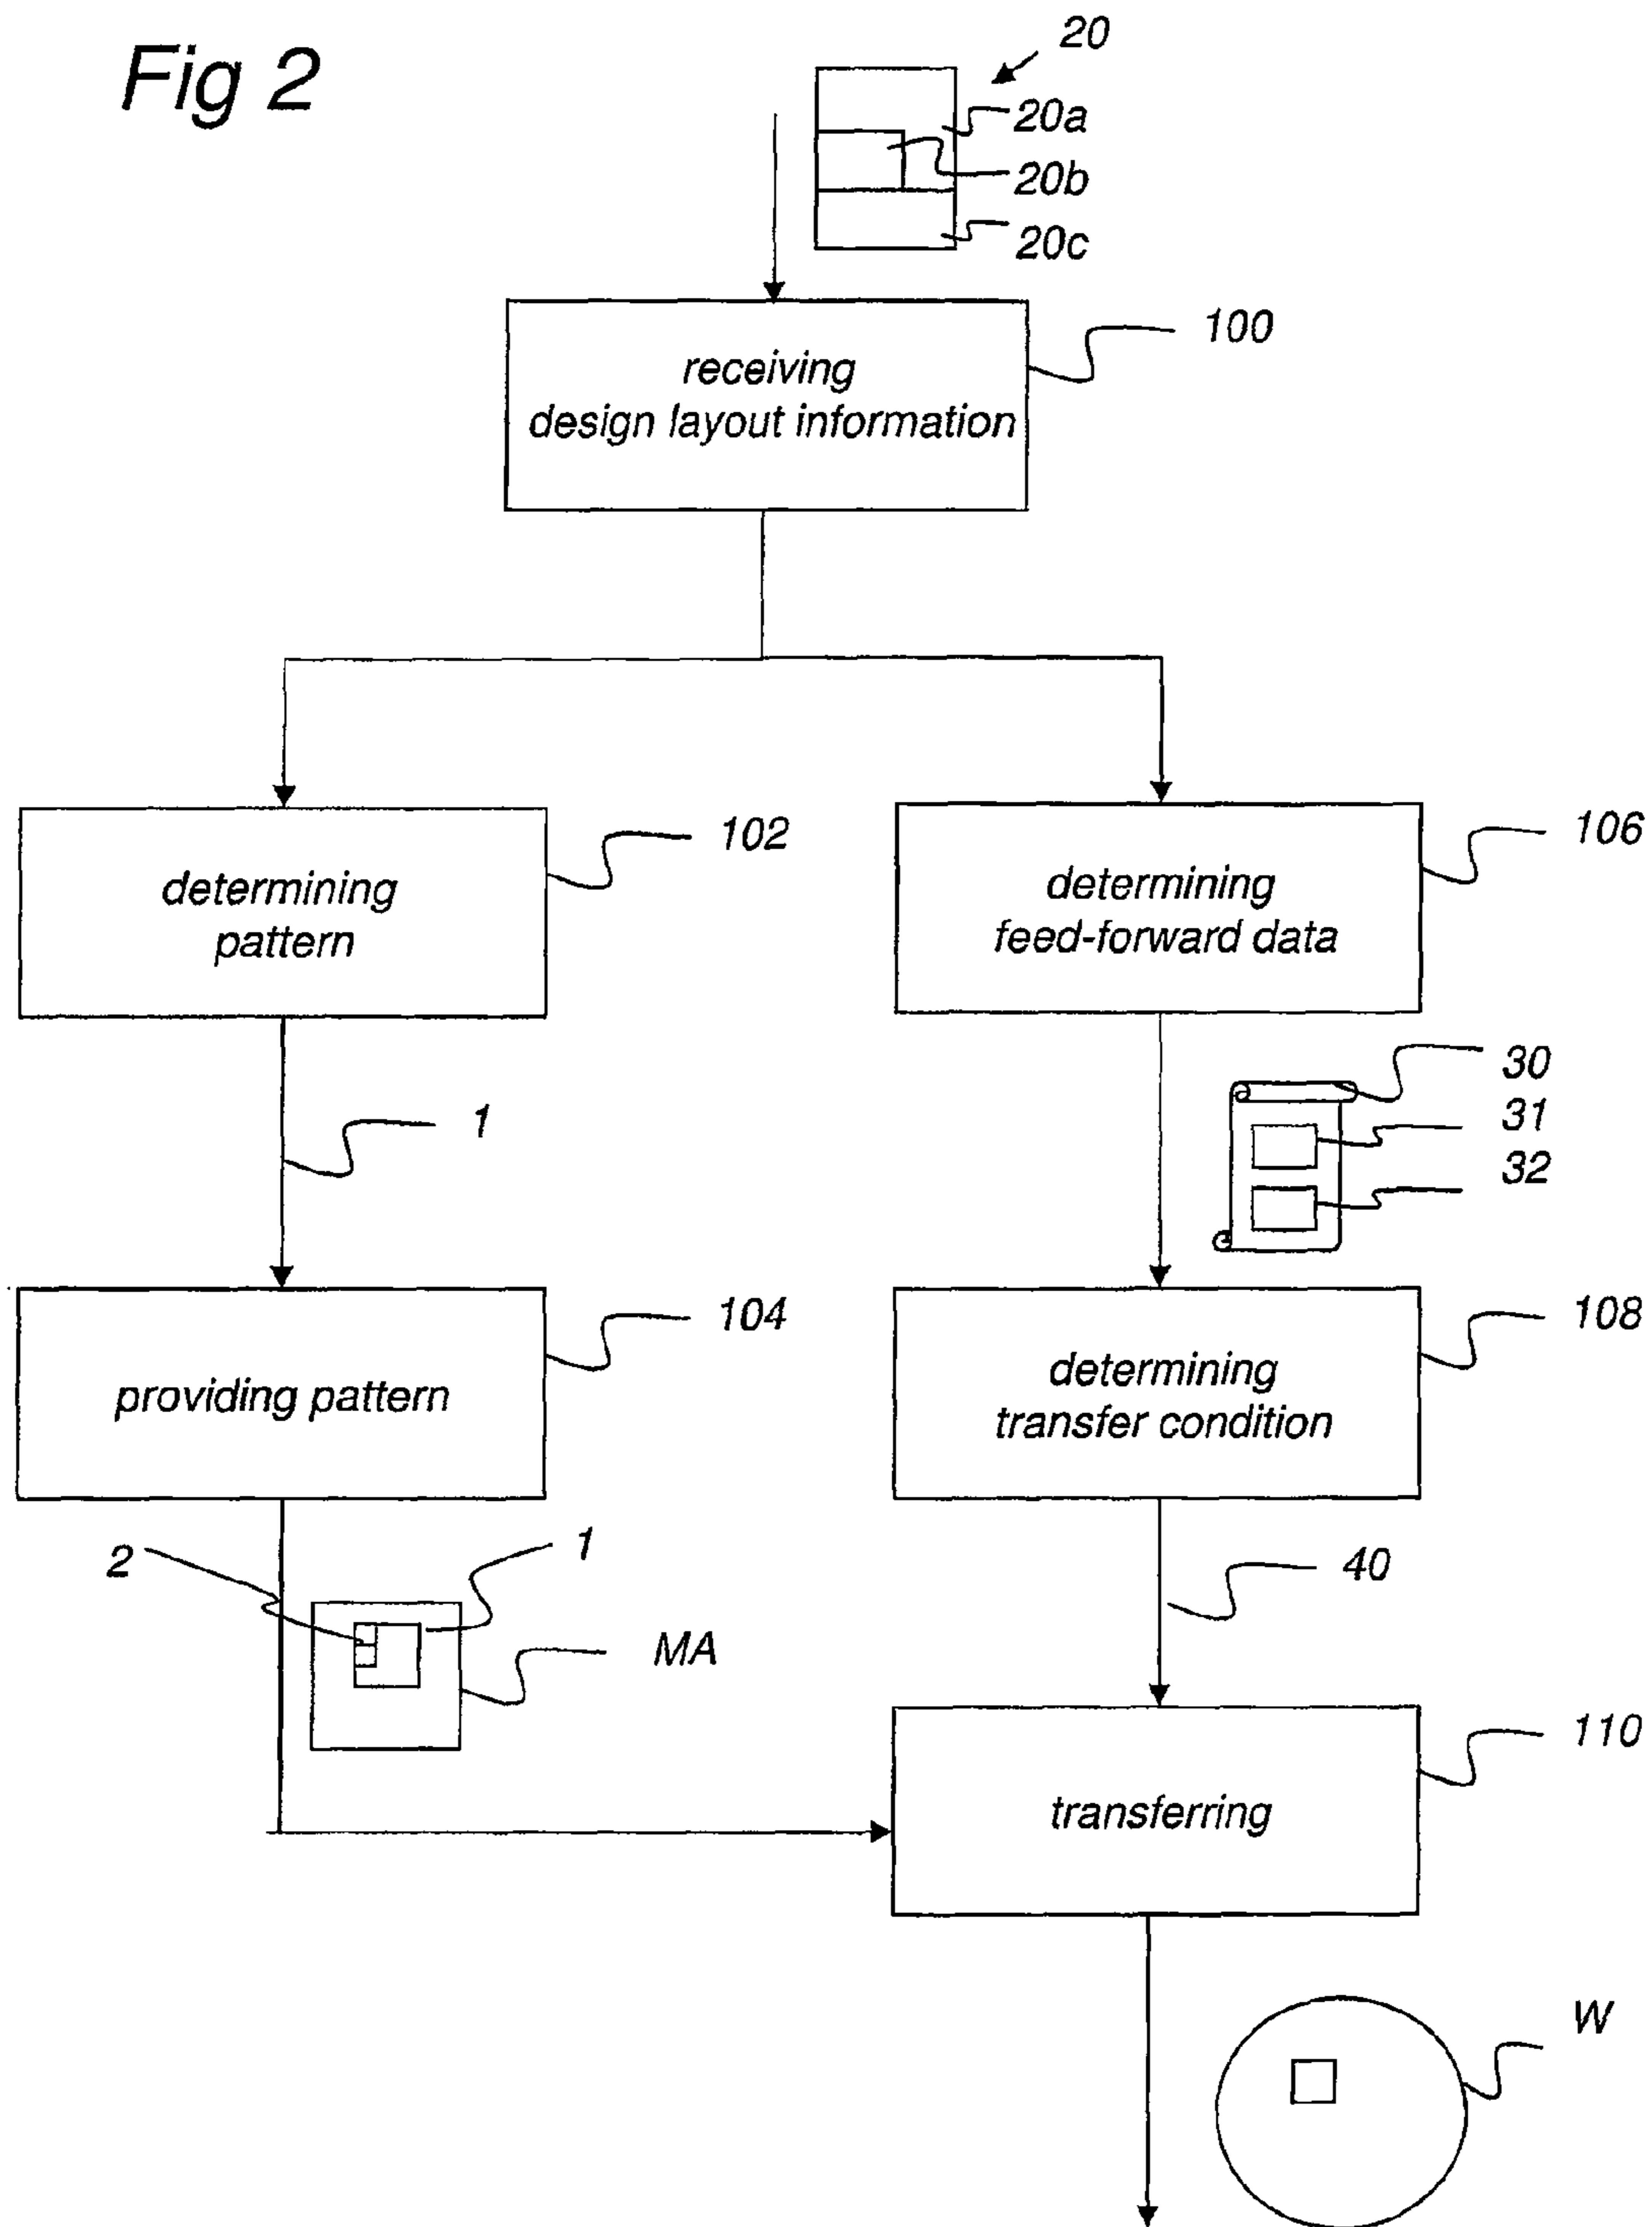 Fig 2
20
20a
20b
20c
100
receiving
design layout information
102
106
determining
pattern
determining
feed-forward data
30
1
31
32
104
108
providing pattern
determining
transfer condition
2
1
40
MA
110
transferring
W